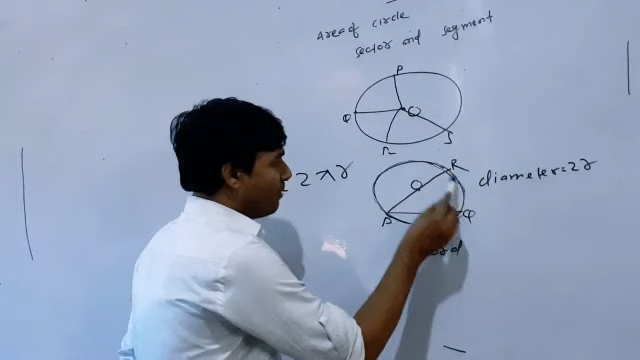 Area of circle
sector and segment
P
O
Q
R
S
2πr
R
O
diameter=2r
P
Q